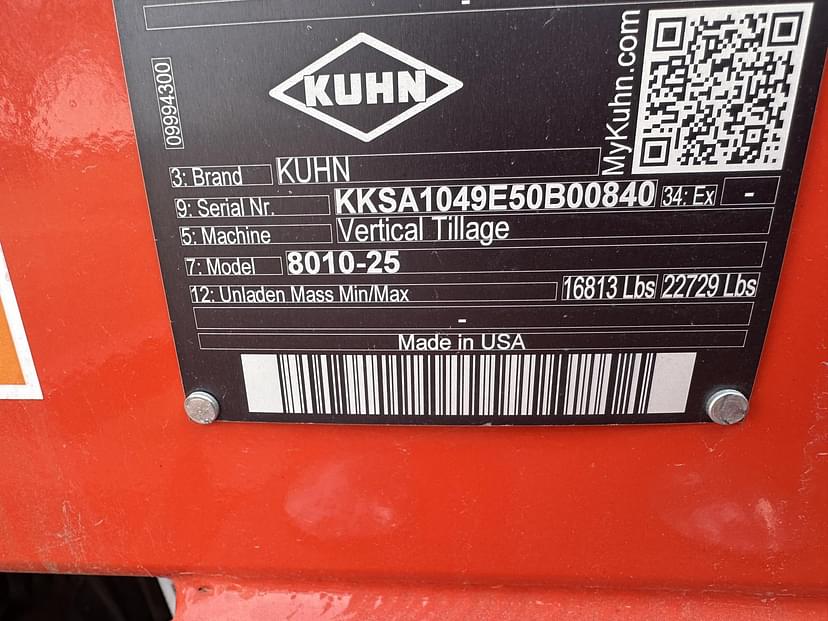 -
KUHN
MyKuhn.com
09994300
3: Brand KUHN
9: Serial Nr. KKSA1049E50B00840 34: Ex -
5: Machine Vertical Tillage
7: Model 8010-25
12: Unladen Mass Min/Max 16813 Lbs 22729 Lbs
-
Made in USA